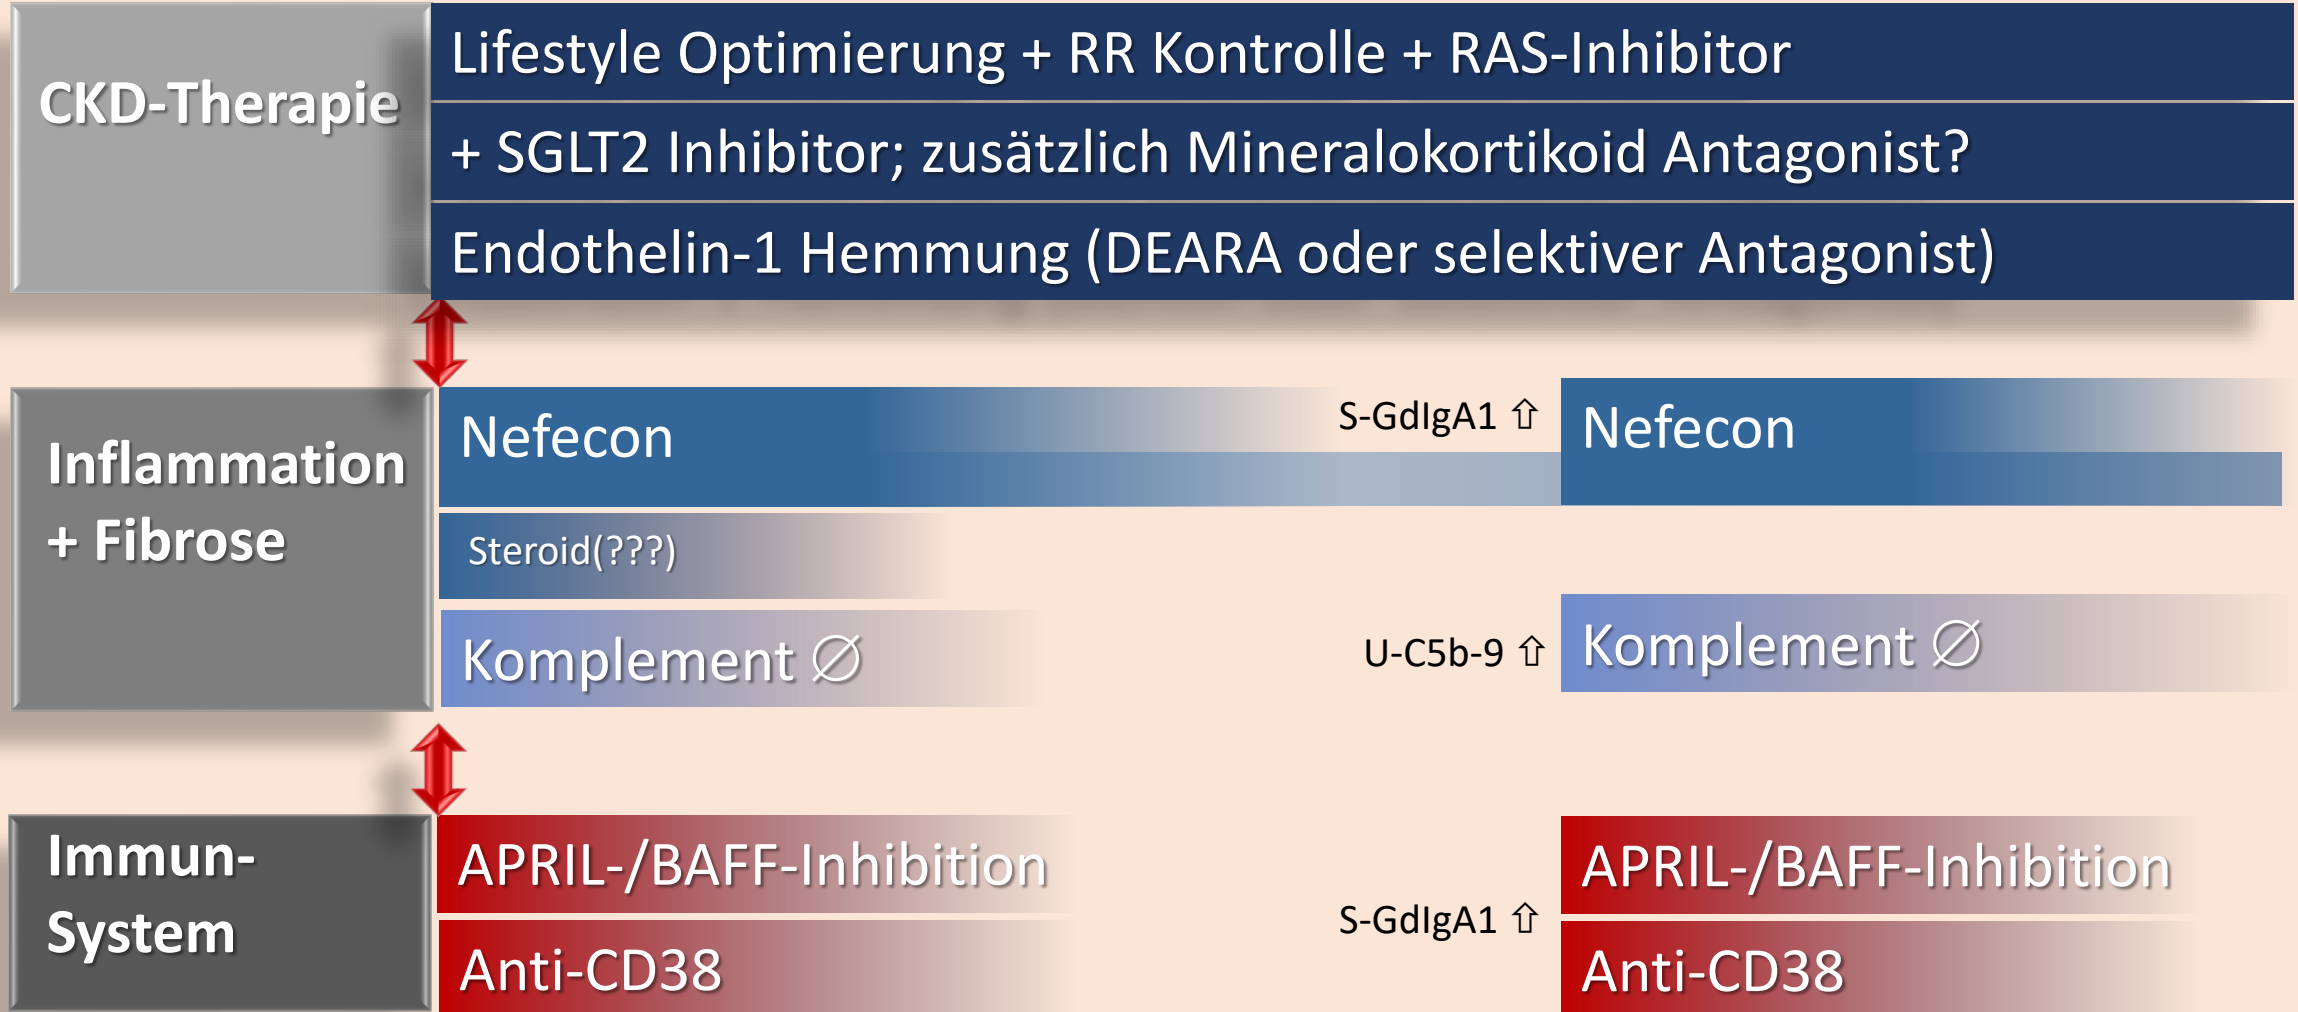 CKD-Therapie
Lifestyle Optimierung + RR Kontrolle + RAS-Inhibitor
+ SGLT2 Inhibitor; zusätzlich Mineralokortikoid Antagonist?
Endothelin-1 Hemmung (DEARA oder selektiver Antagonist)
Inflammation
+ Fibrose
Nefecon
S-GdIgA1 ⇧
Nefecon
Steroid(???)
Komplement ∅
U-C5b-9 ⇧
Komplement ∅
Immun-
System
APRIL-/BAFF-Inhibition
Anti-CD38
S-GdIgA1 ⇧
APRIL-/BAFF-Inhibition
Anti-CD38